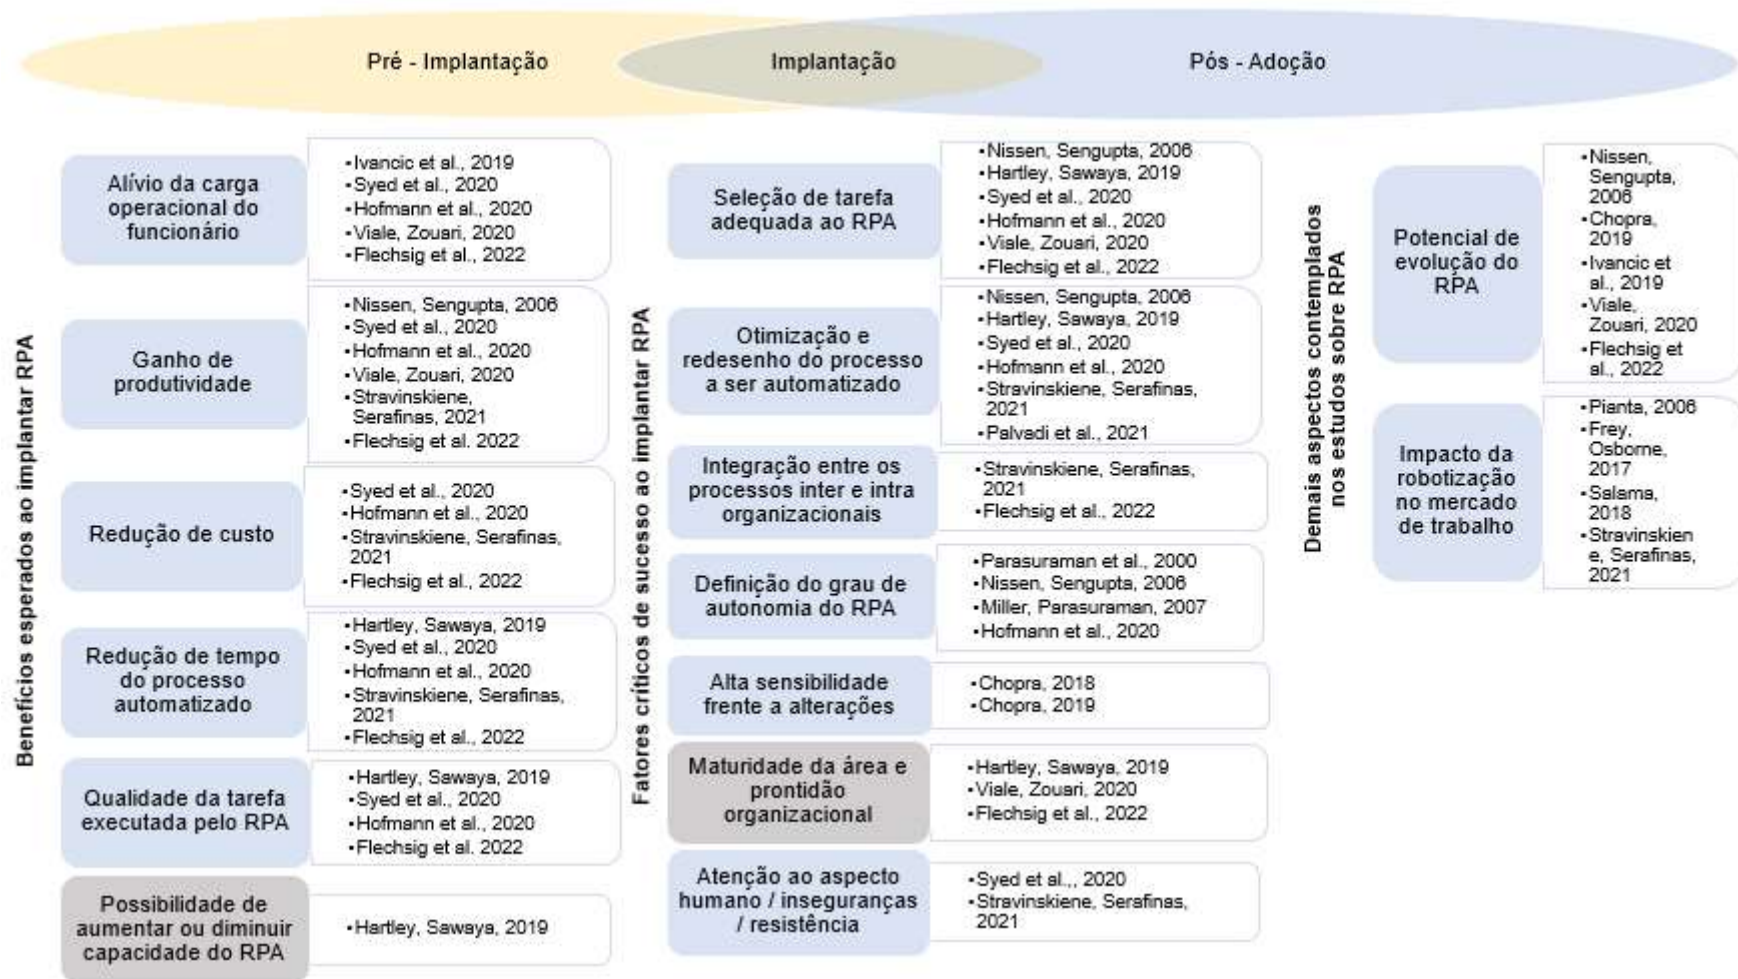 Pré - Implantação
Implantação
Pós - Adoção
Benefícios esperados ao implantar RPA
Alívio da carga
operacional do
funcionário
•Ivancic et al., 2019
•Syed et al., 2020
•Hofmann et al., 2020
•Viale, Zouari, 2020
•Flechsig et al., 2022
Ganho de
produtividade
•Nissen, Sengupta, 2006
•Syed et al., 2020
•Hofmann et al., 2020
•Viale, Zouari, 2020
•Stravinskiene,
Serafinas, 2021
•Flechsig et al. 2022
Redução de custo
•Syed et al., 2020
•Hofmann et al., 2020
•Stravinskiene, Serafinas,
2021
•Flechsig et al., 2022
Redução de tempo
do processo
automatizado
•Hartley, Sawaya, 2019
•Syed et al., 2020
•Hofmann et al., 2020
•Stravinskiene, Serafinas,
2021
•Flechsig et al., 2022
Qualidade da tarefa
executada pelo RPA
•Hartley, Sawaya, 2019
•Syed et al., 2020
•Hofmann et al., 2020
•Flechsig et al. 2022
Possibilidade de
aumentar ou diminuir
capacidade do RPA
•Hartley, Sawaya, 2019
Fatores críticos de sucesso ao implantar RPA
Seleção de tarefa
adequada ao RPA
•Nissen, Sengupta, 2006
•Hartley, Sawaya, 2019
•Syed et al., 2020
•Hofmann et al., 2020
•Viale, Zouari, 2020
•Flechsig et al., 2022
Otimização e
redesenho do processo
a ser automatizado
•Nissen, Sengupta, 2006
•Hartley, Sawaya, 2019
•Syed et al., 2020
•Hofmann et al., 2020
•Stravinskiene, Serafinas,
2021
•Palvadi et al., 2021
Integração entre os
processos inter e intra
organizacionais
•Stravinskiene, Serafinas,
2021
•Flechsig et al., 2022
Definição do grau de
autonomia do RPA
•Parasuraman et al., 2000
•Nissen, Sengupta, 2006
•Miller, Parasuraman, 2007
•Hofmann et al., 2020
Alta sensibilidade
frente a alterações
•Chopra, 2018
•Chopra, 2019
Maturidade da área e
prontidão
organizacional
•Hartley, Sawaya, 2019
•Viale, Zouari, 2020
•Flechsig et al., 2022
Atenção ao aspecto
humano / inseguranças
/ resistência
•Syed et al.,, 2020
•Stravinskiene, Serafinas,
2021
Demais aspectos contemplados
nos estudos sobre RPA
Potencial de
evolução do
RPA
•Nissen,
Sengupta,
2006
•Chopra,
2019
•Ivancic et
al., 2019
•Viale,
Zouari, 2020
•Flechsig et
al., 2022
Impacto da
robotização
no mercado
de trabalho
•Pianta, 2006
•Frey,
Osborne,
2017
•Salama,
2018
•Stravinskien
e, Serafinas,
2021